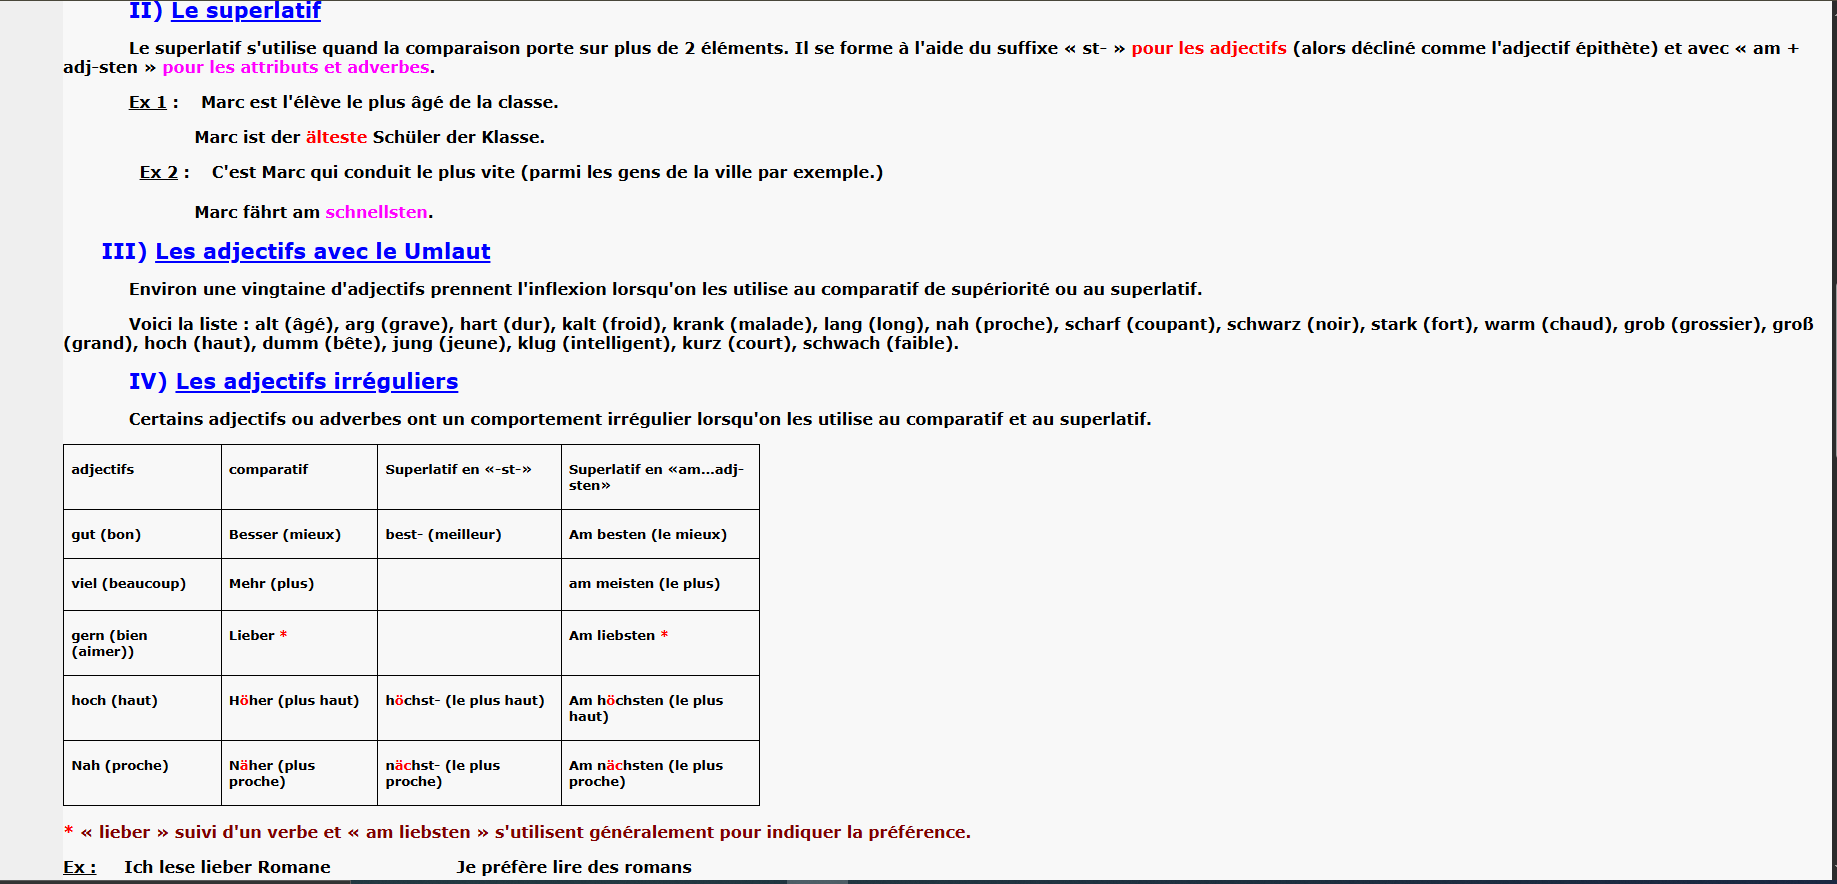 II) Le superlatif
Le superlatif s'utilise quand la comparaison porte sur plus de 2 éléments. Il se forme à l'aide du suffixe « st- » pour les adjectifs (alors décliné comme l'adjectif épithète) et avec « am +
adj-sten » pour les attributs et adverbes.
Ex 1 : Marc est l'élève le plus âgé de la classe.
Marc ist der älteste Schüler der Klasse.
Ex 2 : C'est Marc qui conduit le plus vite (parmi les gens de la ville par exemple.)
Marc fährt am schnellsten.
III) Les adjectifs avec le Umlaut
Environ une vingtaine d'adjectifs prennent l'inflexion lorsqu'on les utilise au comparatif de supériorité ou au superlatif.
Voici la liste : alt (âgé), arg (grave), hart (dur), kalt (froid), krank (malade), lang (long), nah (proche), scharf (coupant), schwarz (noir), stark (fort), warm (chaud), grob (grossier), groß
(grand), hoch (haut), dumm (bête), jung (jeune), klug (intelligent), kurz (court), schwach (faible).
IV) Les adjectifs irréguliers
Certains adjectifs ou adverbes ont un comportement irrégulier lorsqu'on les utilise au comparatif et au superlatif.
adjectifs comparatif Superlatif en «-st-» Superlatif en «am...adj-
sten»
gut (bon) Besser (mieux) best- (meilleur) Am besten (le mieux)
viel (beaucoup) Mehr (plus) am meisten (le plus)
gern (bien Lieber * Am liebsten *
(aimer))
hoch (haut) Höher (plus haut) höchst- (le plus haut) Am höchsten (le plus
haut)
Nah (proche) Näher (plus nächst- (le plus Am nächsten (le plus
proche) proche) proche)
* « lieber » suivi d'un verbe et « am liebsten » s'utilisent généralement pour indiquer la préférence.
Ex : Ich lese lieber Romane Je préfère lire des romans